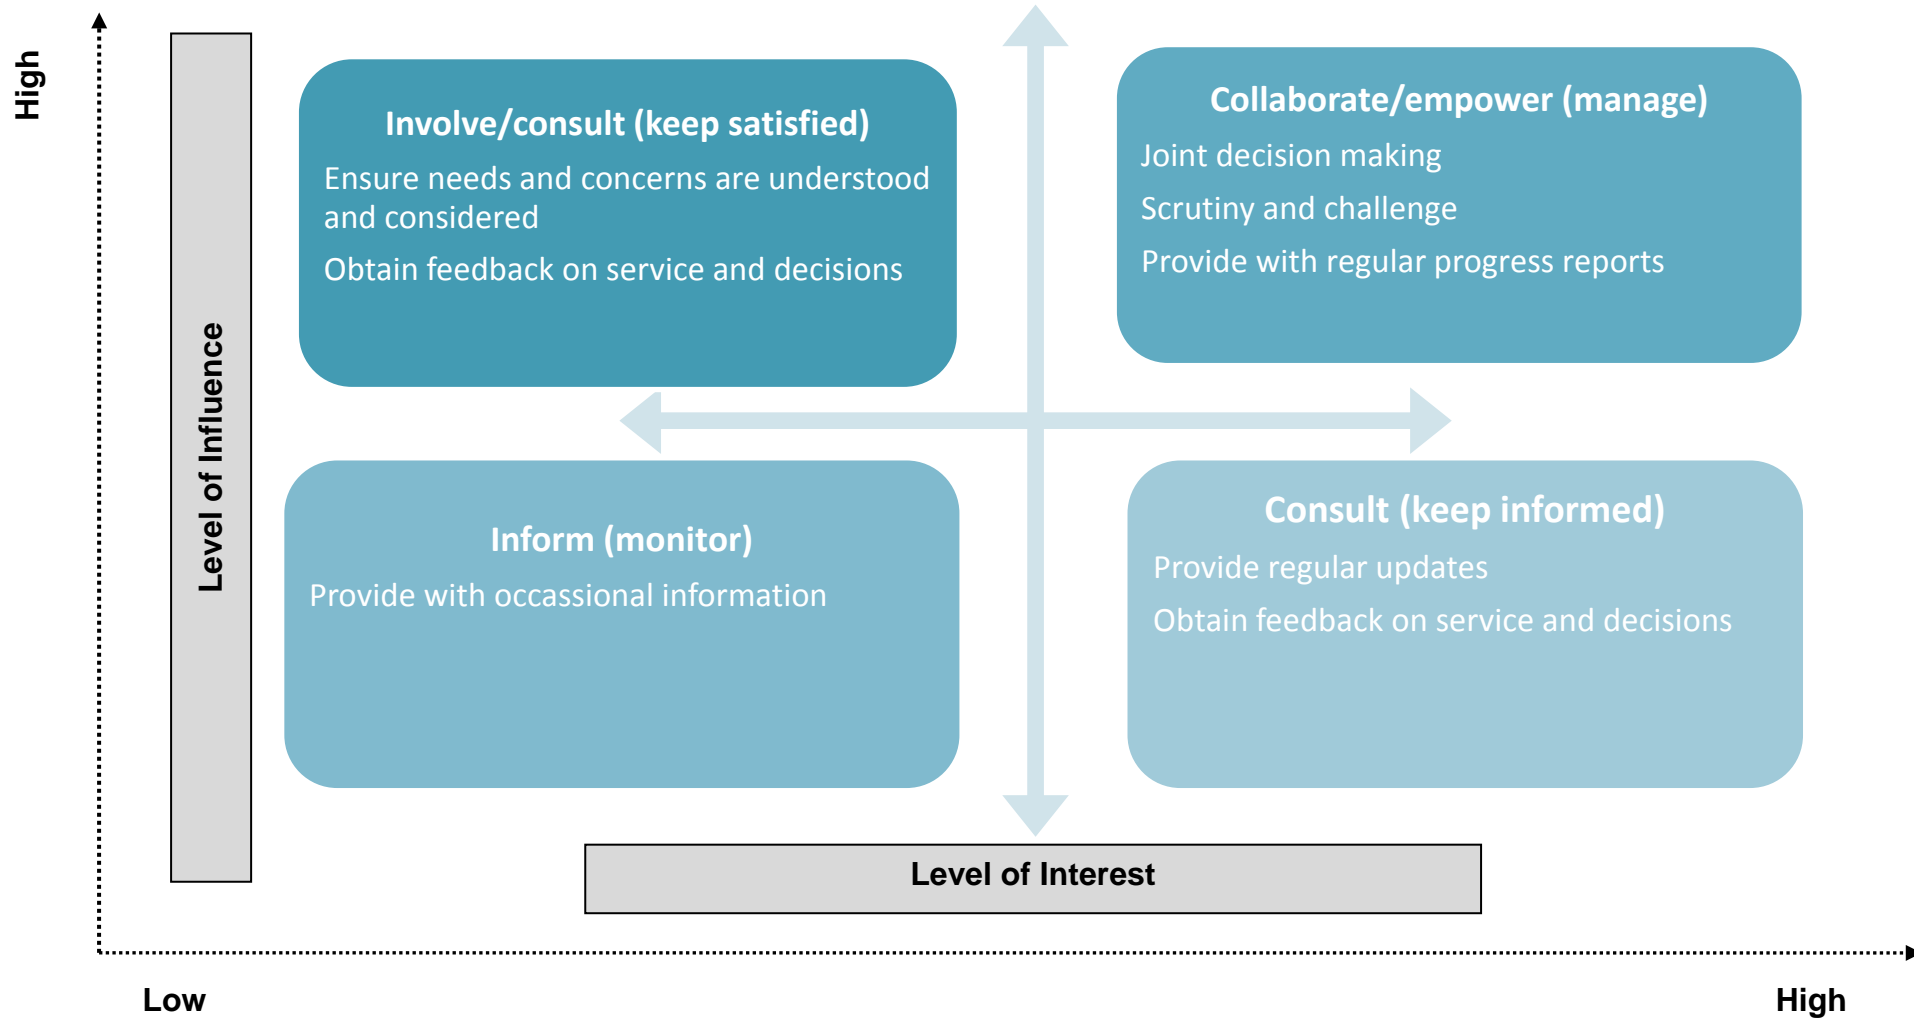 High
Level of Influence
Involve/consult (keep satisfied)
Ensure needs and concerns are understood
and considered
Obtain feedback on service and decisions
Collaborate/empower (manage)
Joint decision making
Scrutiny and challenge
Provide with regular progress reports
Inform (monitor)
Provide with occassional information
Consult (keep informed)
Provide regular updates
Obtain feedback on service and decisions
Level of Interest
Low
High